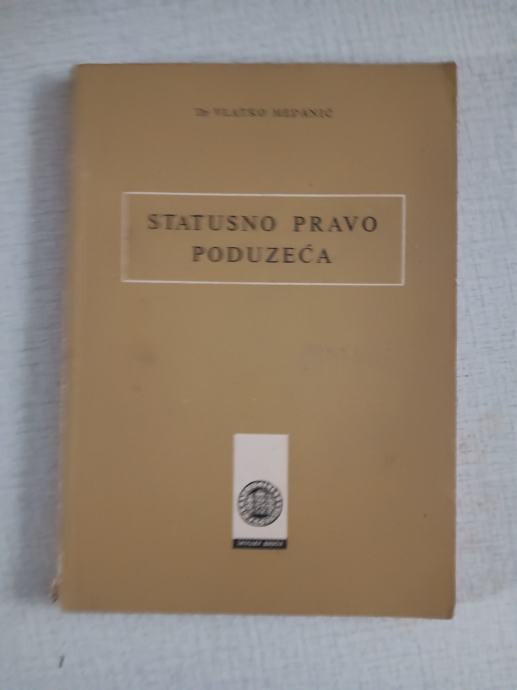 Dr VLATKO MEDANIĆ
STATUSNO PRAVO
PODUZEĆA